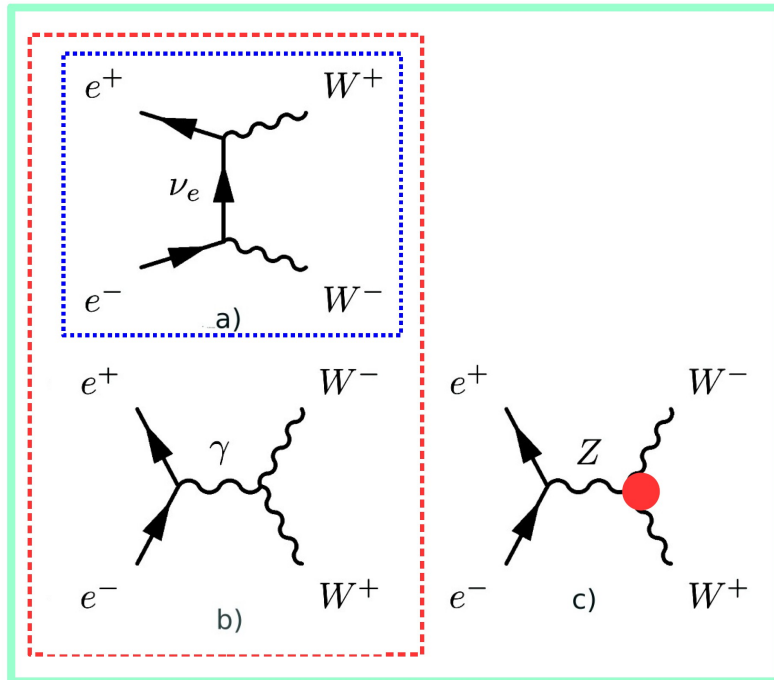 e⁺ W⁺
νₑ
e⁻ W⁻
a)
e⁺ γ W⁻
e⁻ W⁺
b)
e⁺ Z W⁻
e⁻ W⁺
c)